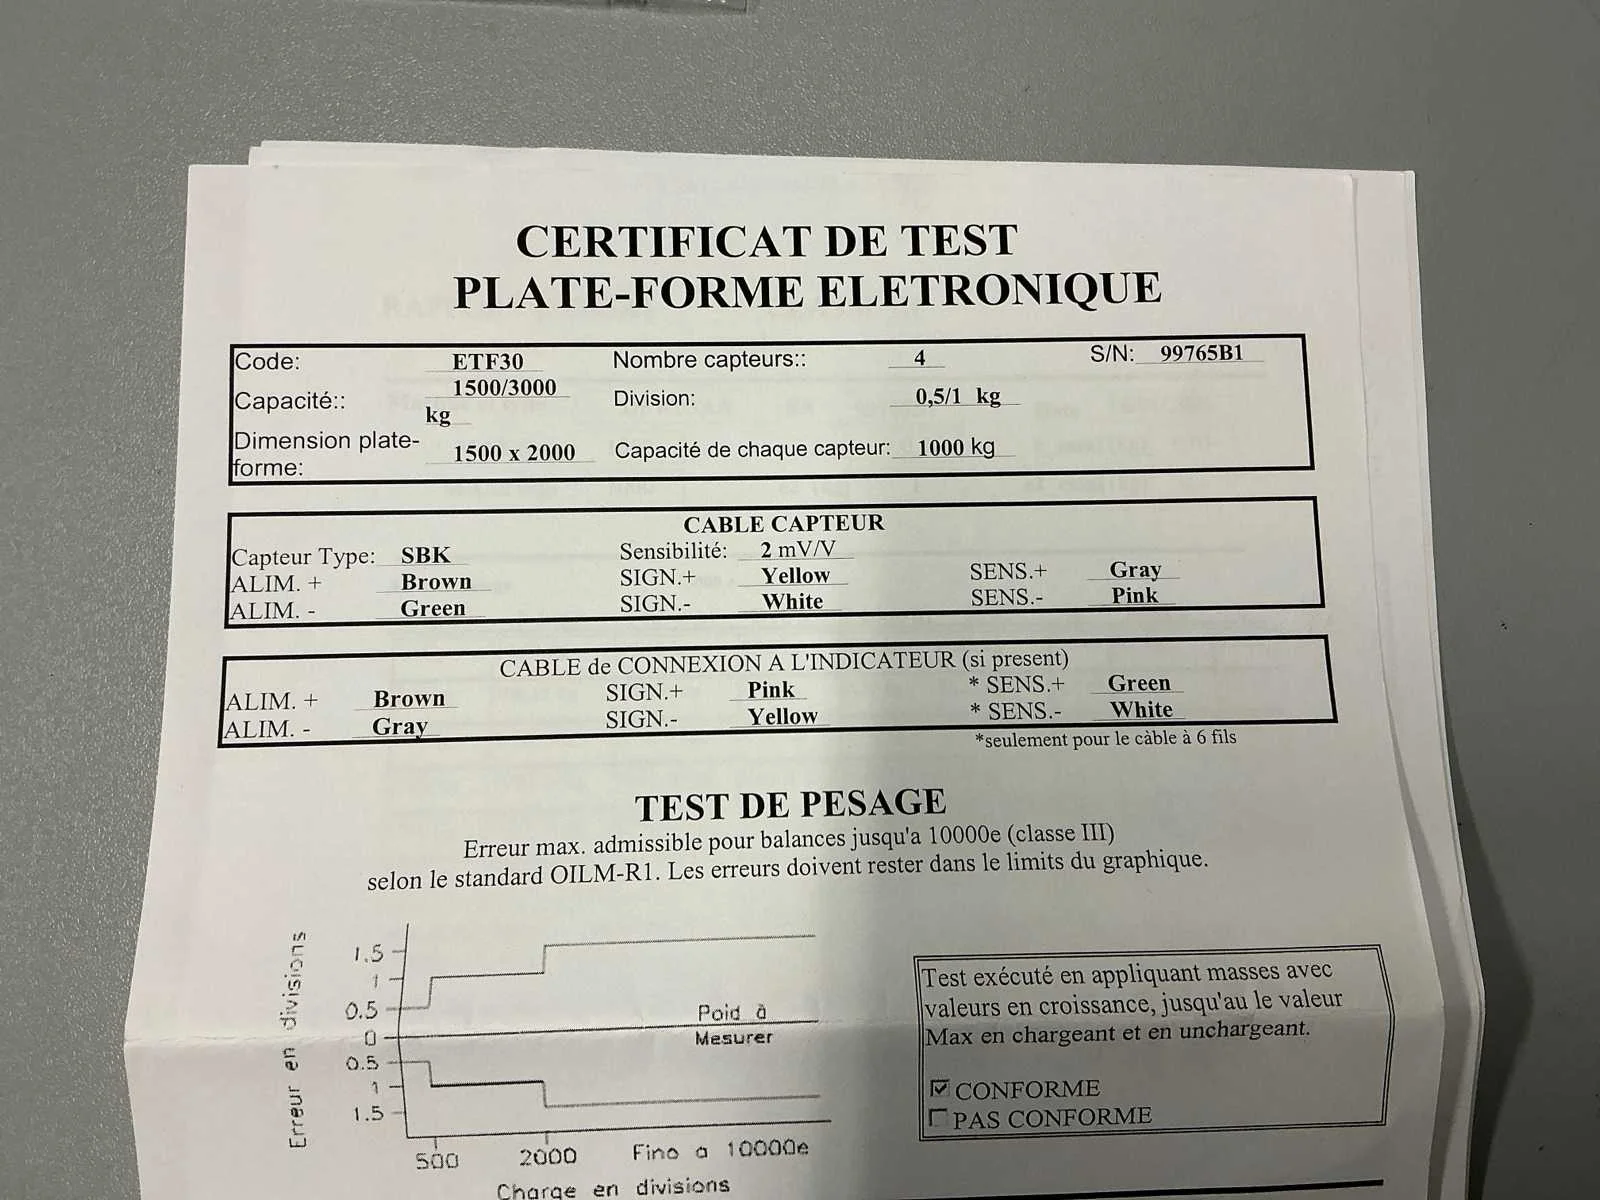 CERTIFICAT DE TEST
PLATE-FORME ELETRONIQUE
Code: ETF30 Nombre capteurs:: 4 S/N: 99765B1
Capacité:: 1500/3000 kg Division: 0,5/1 kg
Dimension plate-forme: 1500 x 2000 Capacité de chaque capteur: 1000 kg
CABLE CAPTEUR
Capteur Type: SBK Sensibilité: 2 mV/V
ALIM. + Brown SIGN.+ Yellow SENS.+ Gray
ALIM. - Green SIGN.- White SENS.- Pink
CABLE de CONNEXION A L'INDICATEUR (si present)
ALIM. + Brown SIGN.+ Pink * SENS.+ Green
ALIM. - Gray SIGN.- Yellow * SENS.- White
*seulement pour le càble à 6 fils
TEST DE PESAGE
Erreur max. admissible pour balances jusqu'a 10000e (classe III)
selon le standard OILM-R1. Les erreurs doivent rester dans le limits du graphique.
Erreur en divisions
1.5
1
0.5
0
0.5
1
1.5
Poid à
Mesurer
500 2000 Fino a 10000e
Charge en divisions
Test exécuté en appliquant masses avec
valeurs en croissance, jusqu'au le valeur
Max en chargeant et en unchargeant.
CONFORME
PAS CONFORME